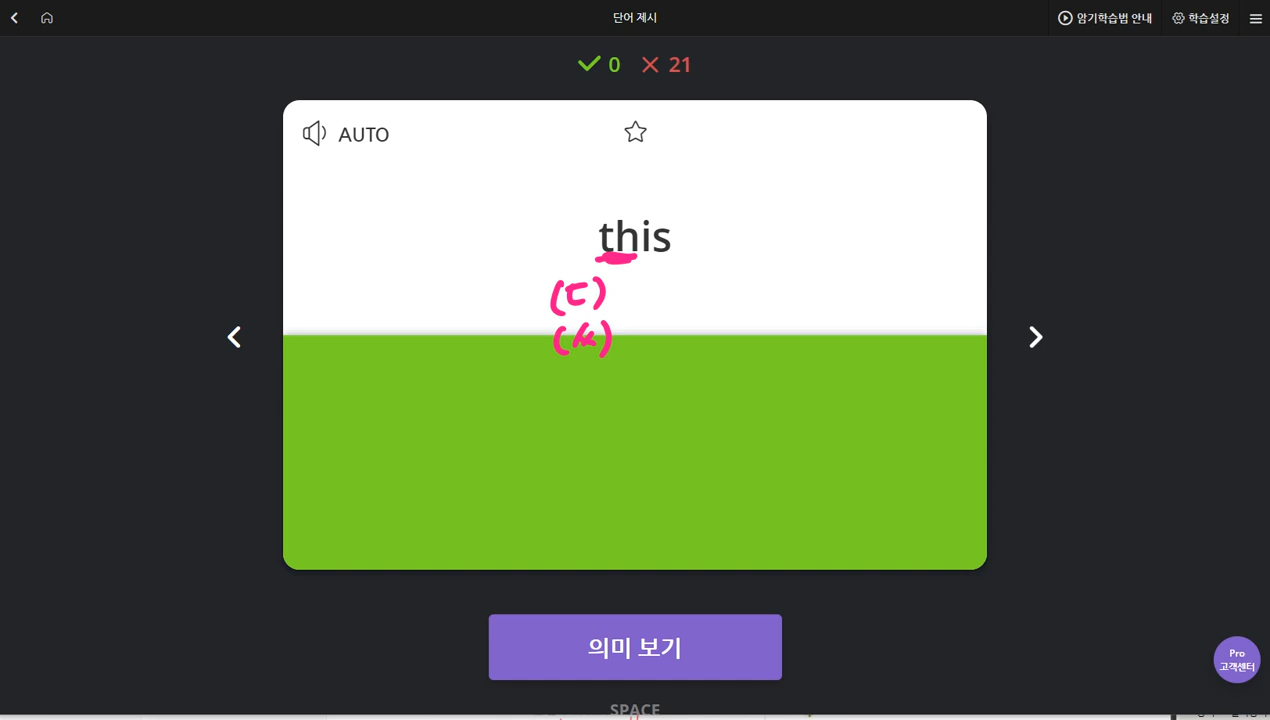 단어 제시
암기학습법 안내
학습설정
0 21
AUTO
this
(ㄷ)
(ㅆ)
의미 보기
Pro
고객센터
SPACE